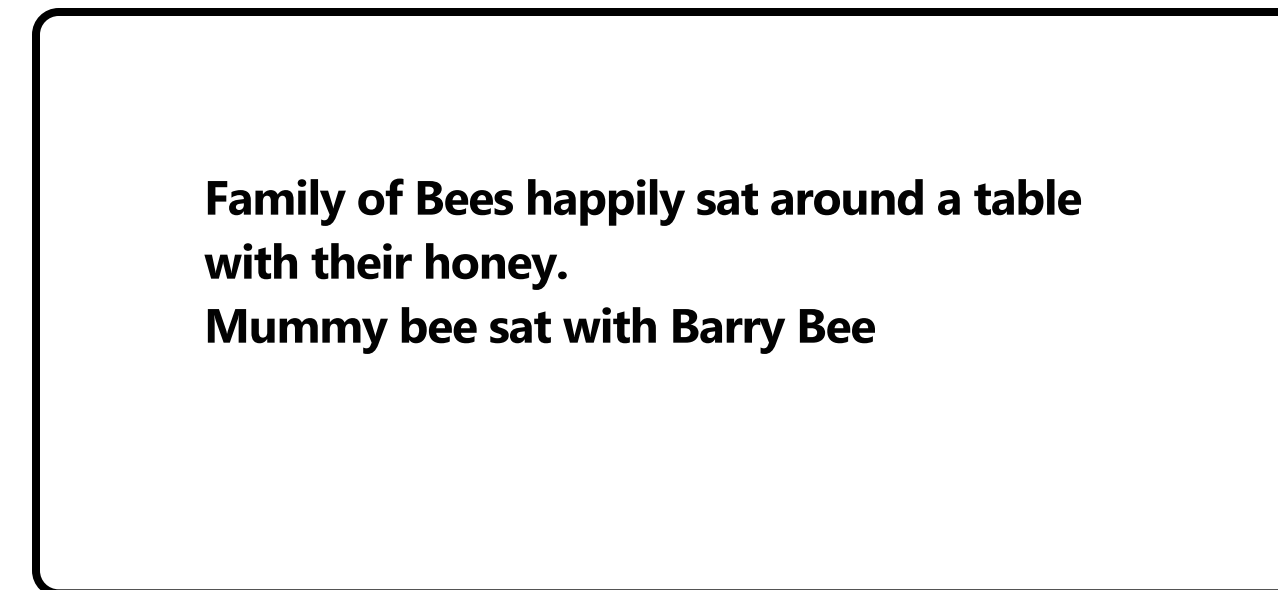 Family of Bees happily sat around a table
with their honey.
Mummy bee sat with Barry Bee